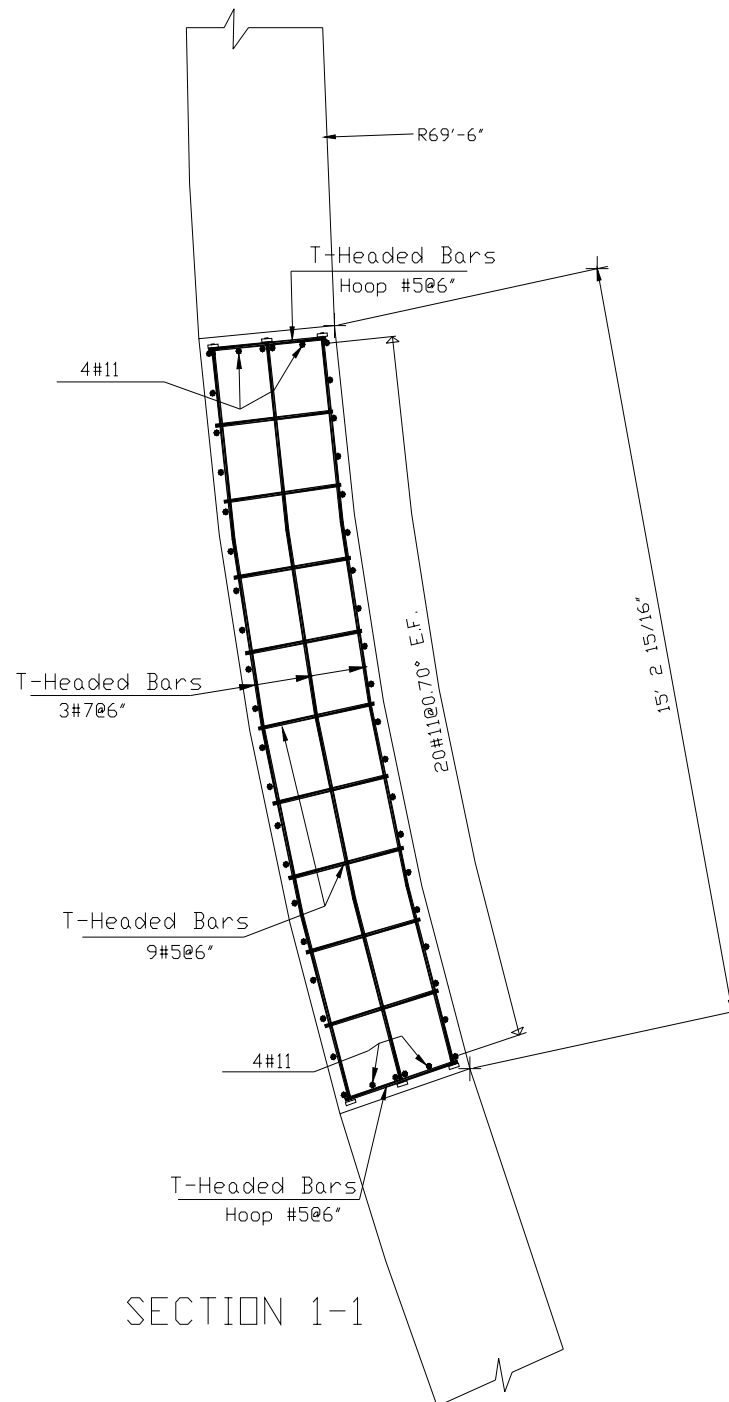 R69'-6"
T-Headed Bars
Hoop #5@6"
4#11
20#11@0.70° E.F.
15' 2 15/16"
T-Headed Bars
3#7@6"
T-Headed Bars
9#5@6"
4#11
T-Headed Bars
Hoop #5@6"
SECTION 1-1